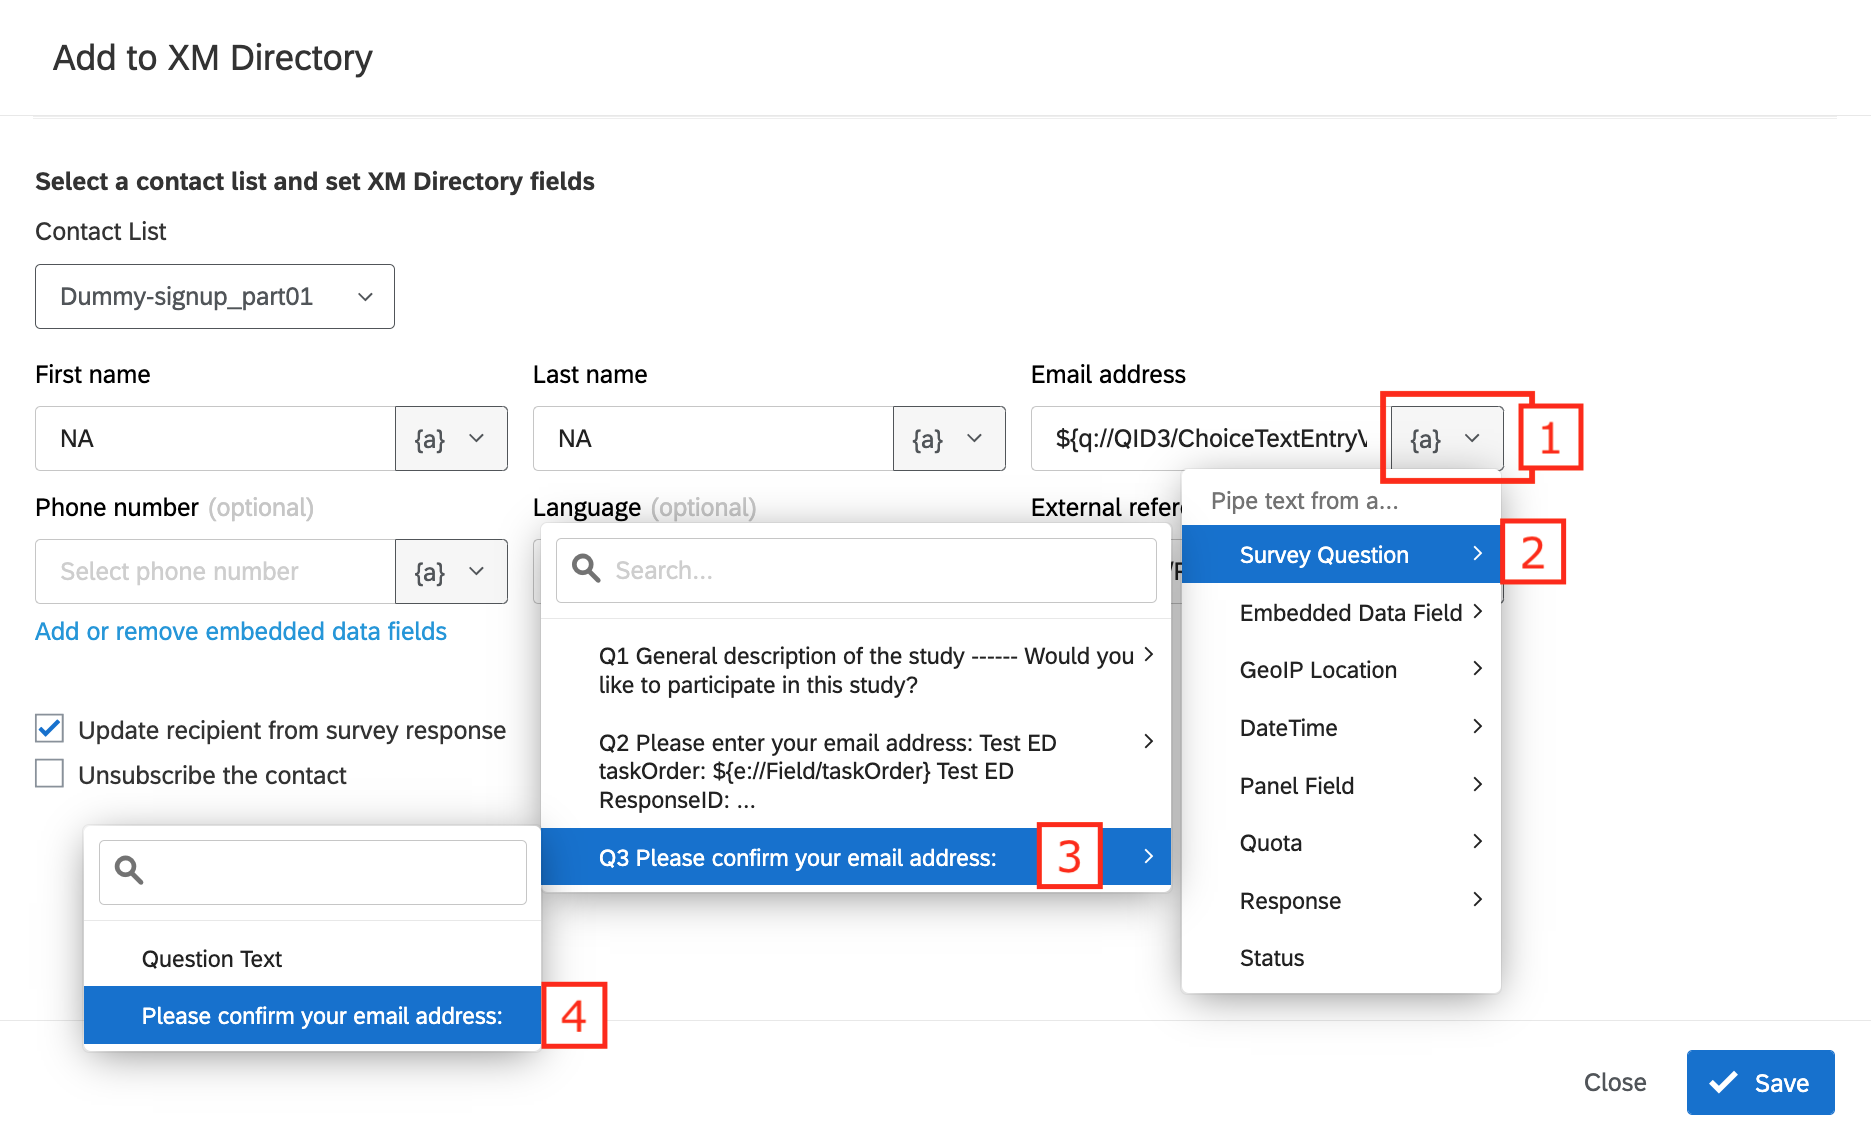 Add to XM Directory
Select a contact list and set XM Directory fields
Contact List
Dummy-signup_part01
First name
Last name
Email address
NA
{a}
NA
{a}
${q://QID3/ChoiceTextEntryV
{a}
1
Phone number (optional)
Language (optional)
External refer
Select phone number
{a}
Add or remove embedded data fields
Update recipient from survey response
Unsubscribe the contact
Pipe text from a...
Survey Question
2
Embedded Data Field
GeoIP Location
DateTime
Panel Field
Quota
Response
Status
Search...
Q1 General description of the study ------ Would you
like to participate in this study?
Q2 Please enter your email address: Test ED
taskOrder: ${e://Field/taskOrder} Test ED
ResponseID: ...
Q3 Please confirm your email address:
3
Question Text
Please confirm your email address:
4
Close
Save